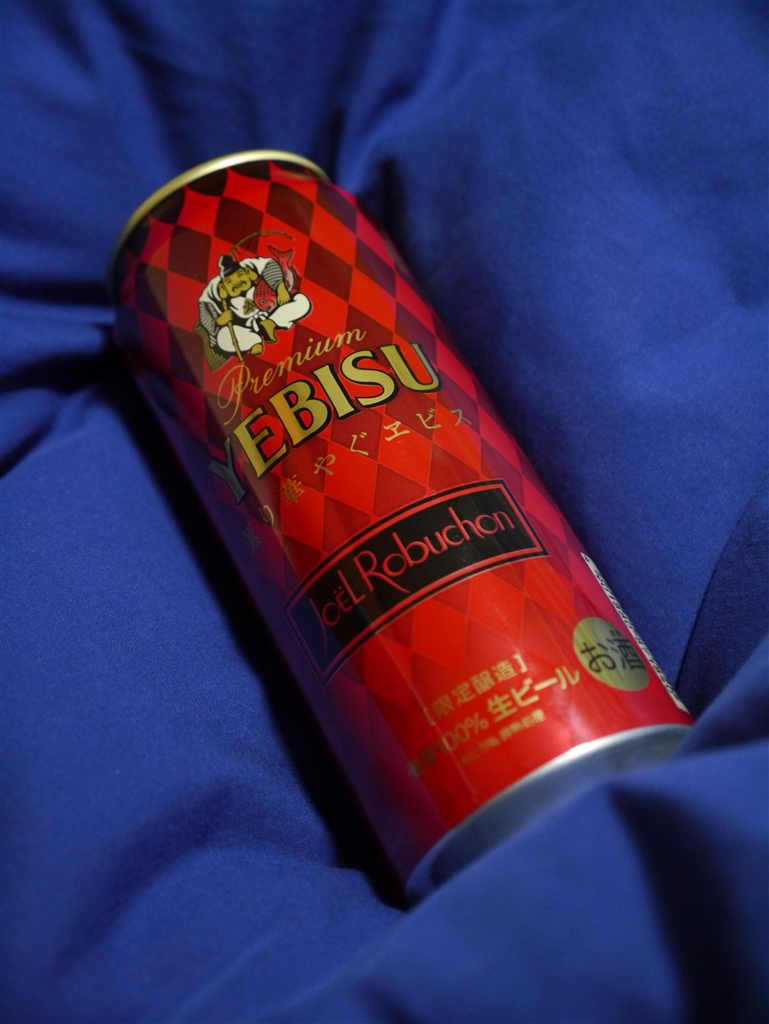 Premium
YEBISU
華やぐヱビス
Joël Robuchon
[限定醸造]
100% 生ビール
お酒